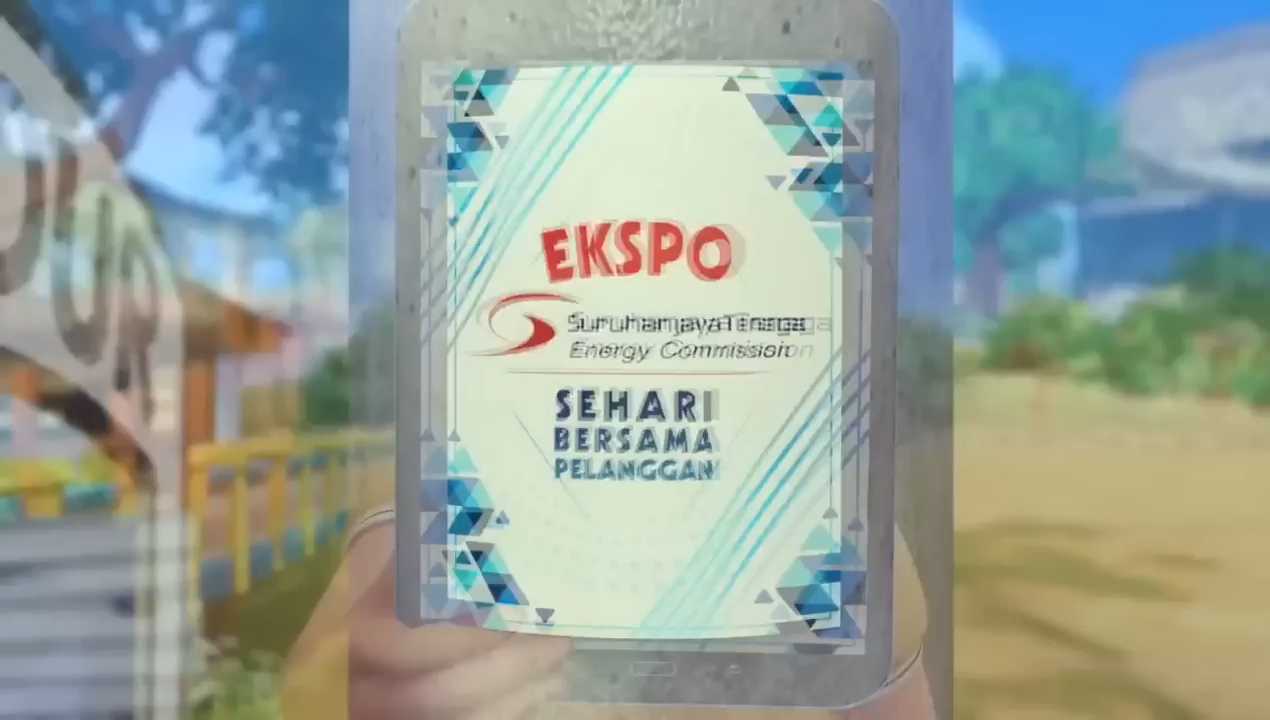 EKSPO
Suruhanjaya Tenaga
Energy Commission
SEHARI
BERSAMA
PELANGGAN